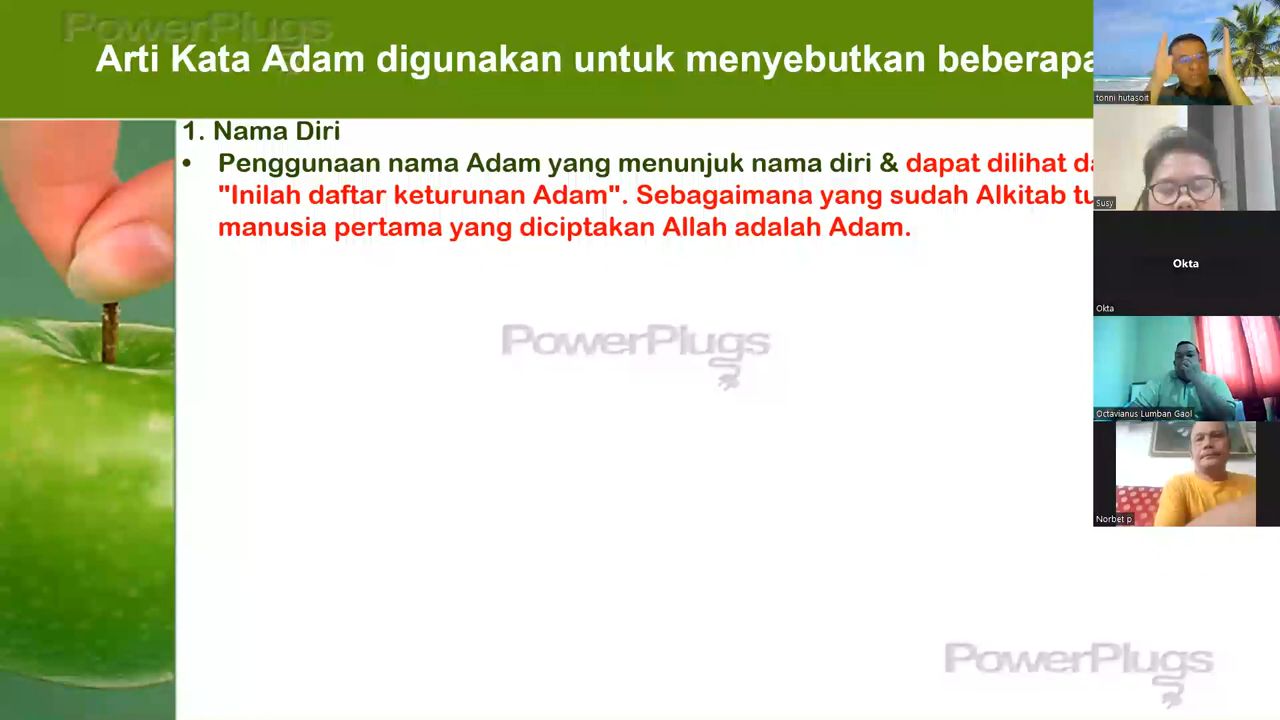 PowerPlugs
Arti Kata Adam digunakan untuk menyebutkan beberapa
1. Nama Diri
• Penggunaan nama Adam yang menunjuk nama diri & dapat dilihat
"Inilah daftar keturunan Adam". Sebagaimana yang sudah Alkitab
manusia pertama yang diciptakan Allah adalah Adam.
PowerPlugs
PowerPlugs
tonni hutasoit
Susy
Okta
Okta
Octavianus Lumban Gaol
Norbet p